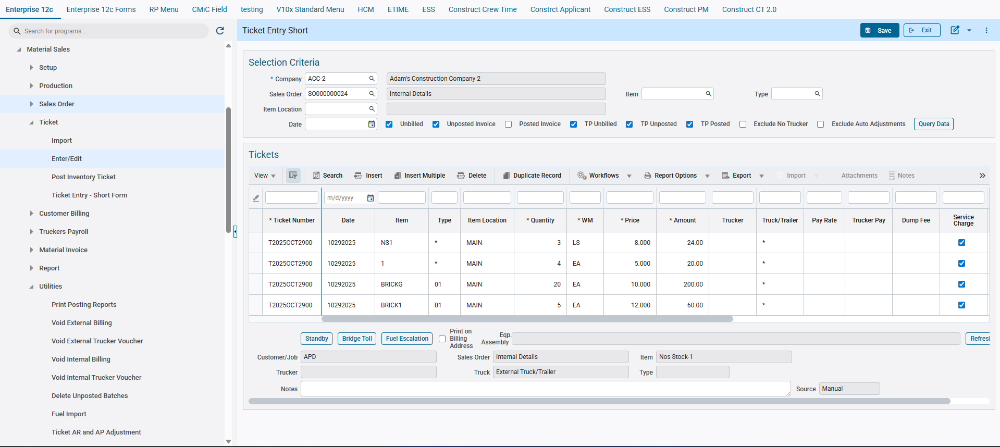 Enterprise 12c Enterprise 12c Forms RP Menu CMiC Field testing V10x Standard Menu HCM ETIME ESS Construct Crew Time Constrct Applicant Construct ESS Construct PM Construct CT 2.0
Search for programs...
Material Sales
Setup
Production
Sales Order
Ticket
Import
Enter/Edit
Post Inventory Ticket
Ticket Entry - Short Form
Customer Billing
Truckers Payroll
Material Invoice
Report
Utilities
Print Posting Reports
Void External Billing
Void External Trucker Voucher
Void Internal Billing
Void Internal Trucker Voucher
Delete Unposted Batches
Fuel Import
Ticket AR and AP Adjustment
Ticket Entry Short Save Exit
Selection Criteria
* Company ACC-2 Adam's Construction Company 2
Sales Order SO000000024 Internal Details Item Type
Item Location
Date Unbilled Unposted Invoice Posted Invoice TP Unbilled TP Unposted TP Posted Exclude No Trucker Exclude Auto Adjustments Query Data
Tickets
View Search Insert Insert Multiple Delete Duplicate Record Workflows Report Options Export Import Attachments Notes
m/d/yyyy
* Ticket Number Date Item Type Item Location * Quantity * WM * Price * Amount Trucker Truck/Trailer Pay Rate Trucker Pay Dump Fee Service Charge
T2025OCT2900 10292025 NS1 * MAIN 3 LS 8.000 24.00 *
T2025OCT2900 10292025 1 * MAIN 4 EA 5.000 20.00 *
T2025OCT2900 10292025 BRICKG 01 MAIN 20 EA 10.000 200.00 *
T2025OCT2900 10292025 BRICK1 01 MAIN 5 EA 12.000 60.00 *
Standby Bridge Toll Fuel Escalation Print on Billing Address Eqp. Assembly
Customer/Job APD Sales Order Internal Details Item Nos Stock-1
Trucker Truck External Truck/Trailer Type
Notes Source Manual